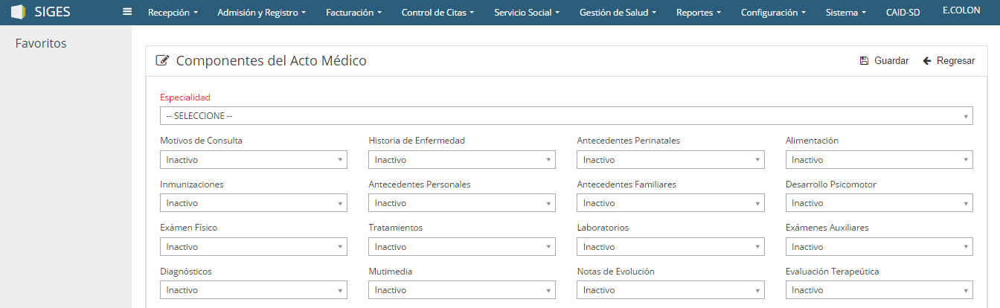 SIGES Recepción Admisión y Registro Facturación Control de Citas Servicio Social Gestión de Salud Reportes Configuración Sistema CAID-SD E.COLON
Favoritos
Componentes del Acto Médico Guardar Regresar
Especialidad
-- SELECCIONE --
Motivos de Consulta Historia de Enfermedad Antecedentes Perinatales Alimentación
Inactivo Inactivo Inactivo Inactivo
Inmunizaciones Antecedentes Personales Antecedentes Familiares Desarrollo Psicomotor
Inactivo Inactivo Inactivo Inactivo
Exámen Físico Tratamientos Laboratorios Exámenes Auxiliares
Inactivo Inactivo Inactivo Inactivo
Diagnósticos Mutimedia Notas de Evolución Evaluación Terapeútica
Inactivo Inactivo Inactivo Inactivo